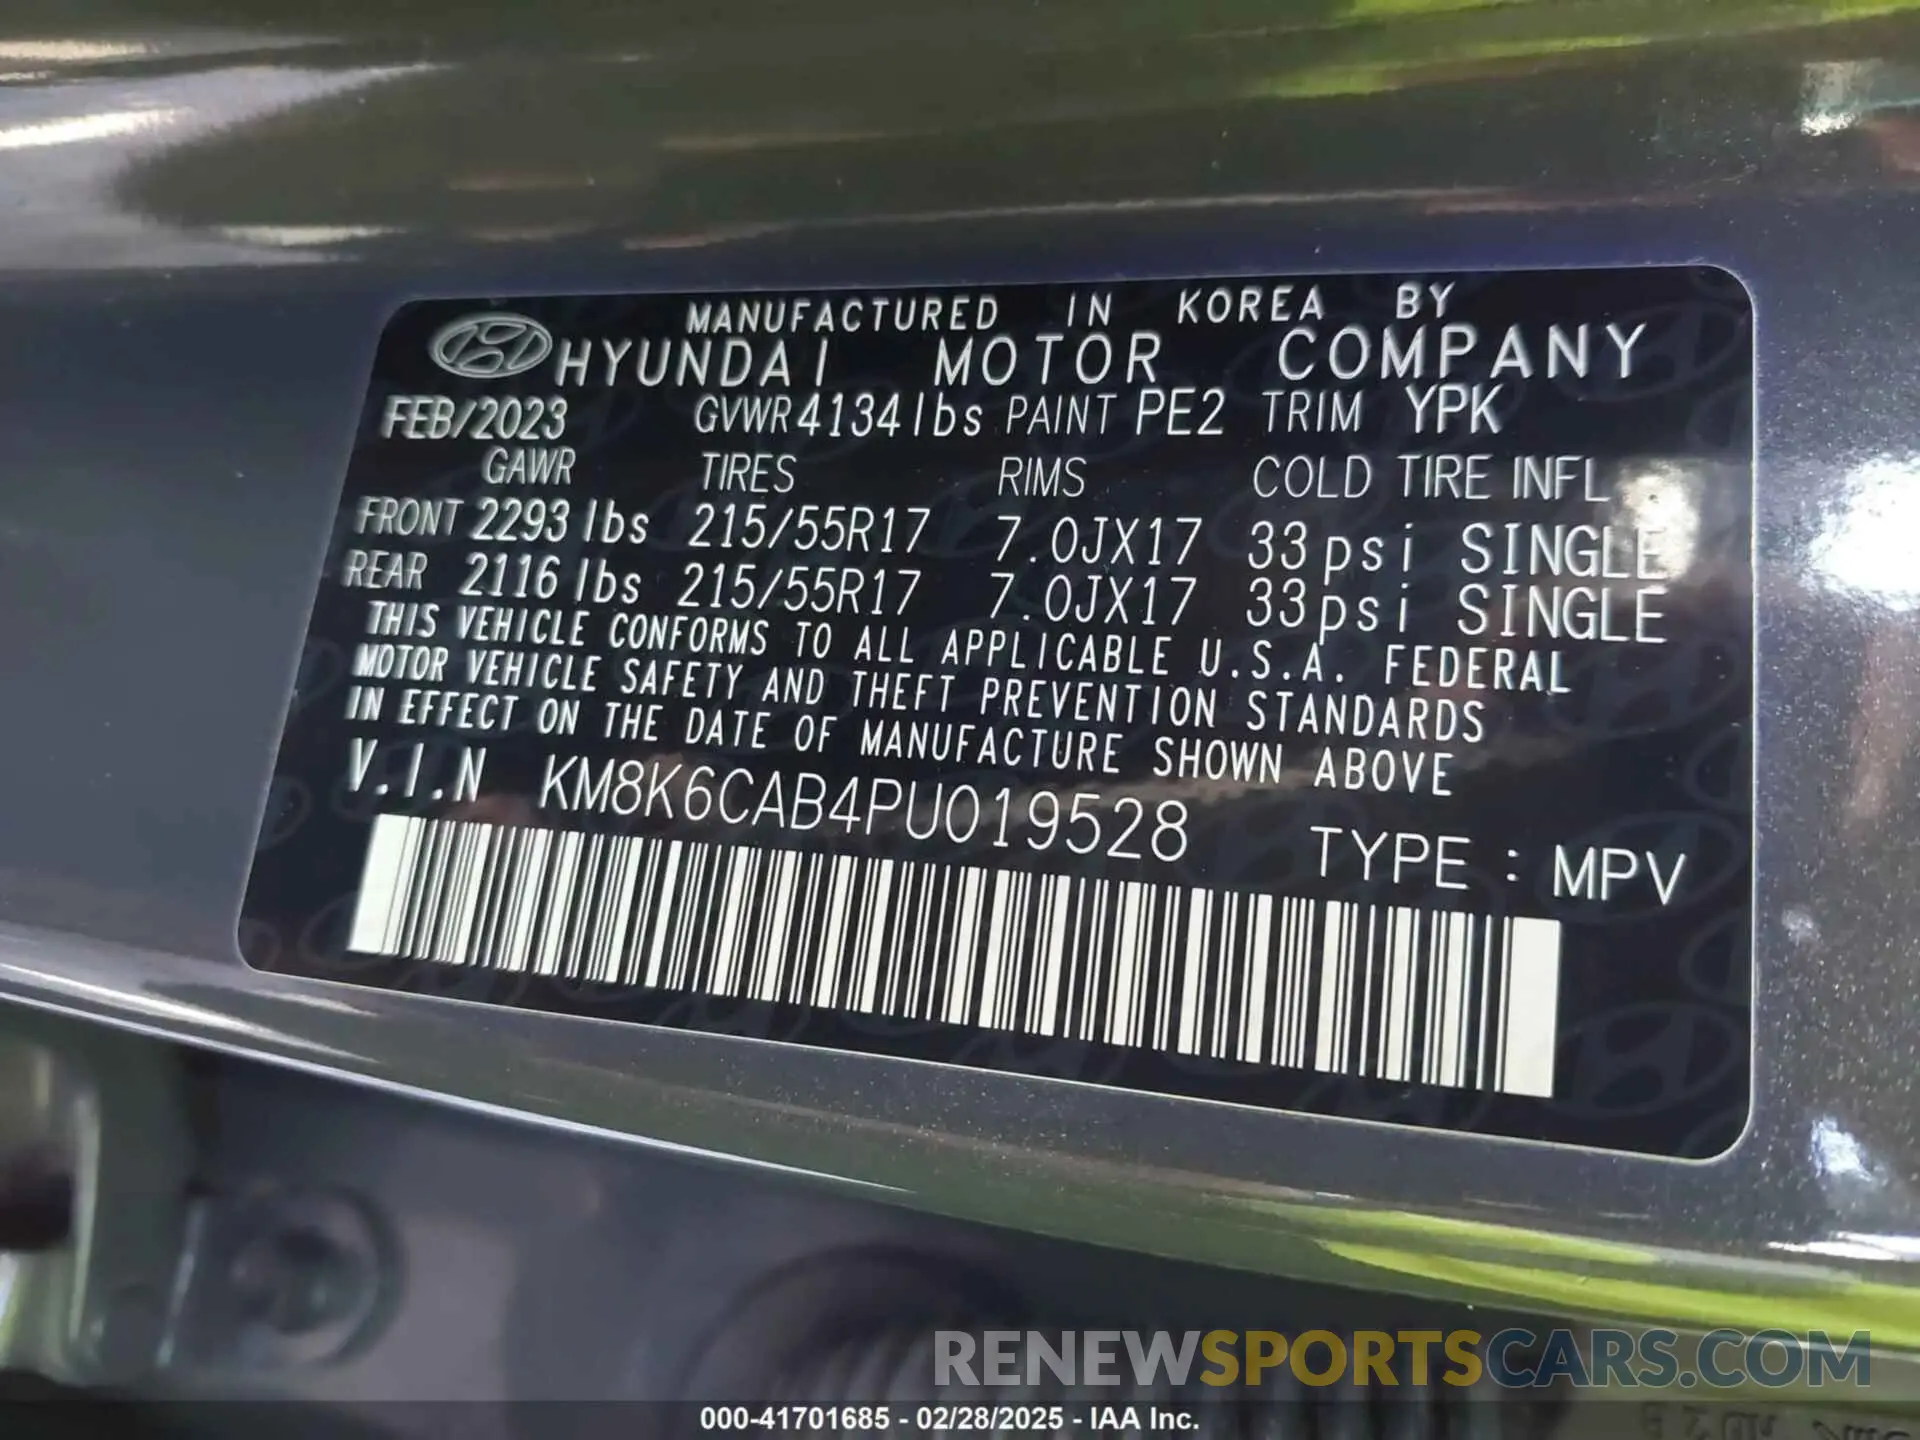 MANUFACTURED IN KOREA BY
HYUNDAI MOTOR COMPANY
FEB/2023 GVWR 4134 lbs PAINT PE2 TRIM YPK
GAWR TIRES RIMS COLD TIRE INFL
FRONT 2293 lbs 215/55R17 7.0JX17 33psi SINGLE
REAR 2116 lbs 215/55R17 7.0JX17 33psi SINGLE
THIS VEHICLE CONFORMS TO ALL APPLICABLE U.S.A. FEDERAL
MOTOR VEHICLE SAFETY AND THEFT PREVENTION STANDARDS
IN EFFECT ON THE DATE OF MANUFACTURE SHOWN ABOVE
V.I.N KM8K6CAB4PU019528 TYPE : MPV
RENEWSPORTSCARS.COM
000-41701685 - 02/28/2025 - IAA Inc.